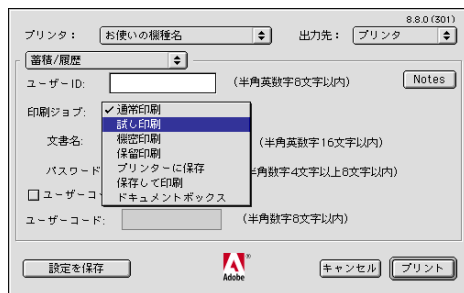 8.8.0 (301)
プリンタ： お使いの機種名 出力先： プリンタ
蓄積/履歴
ユーザーID: (半角英数字8文字以内) Notes
印刷ジョブ: ✓通常印刷
試し印刷
機密印刷
文書名: (半角英数字16文字以内)
保留印刷
プリンターに保存
パスワード 半角数字4文字以上8文字以内)
保存して印刷
ユーザーコ ドキュメントボックス
ユーザーコード: (半角数字8文字以内)
設定を保存 Adobe キャンセル プリント